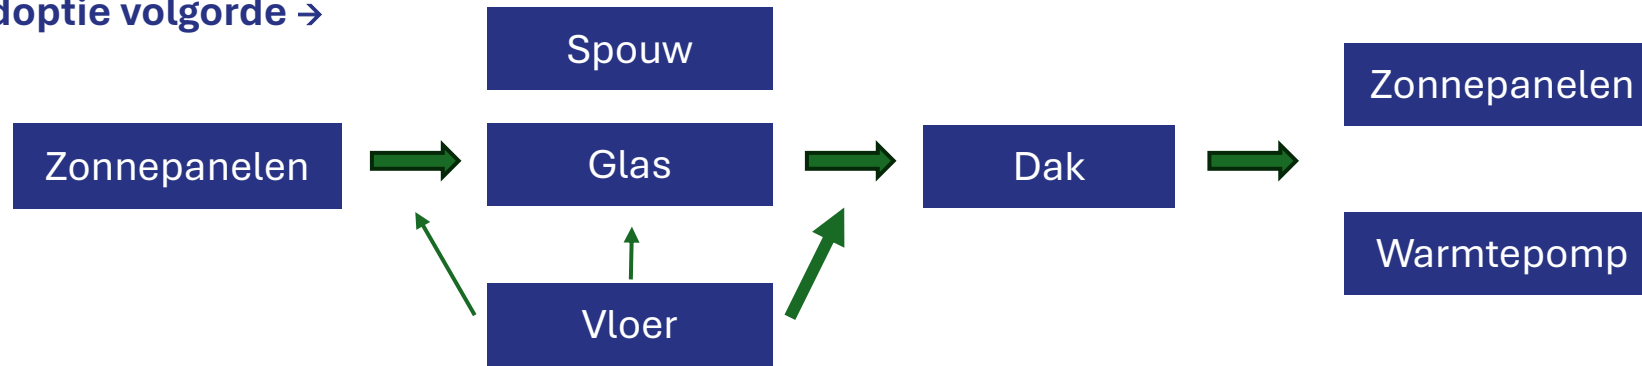 doptie volgorde →
Spouw
Zonnepanelen
Glas
Dak
Zonnepanelen
Vloer
Warmtepomp